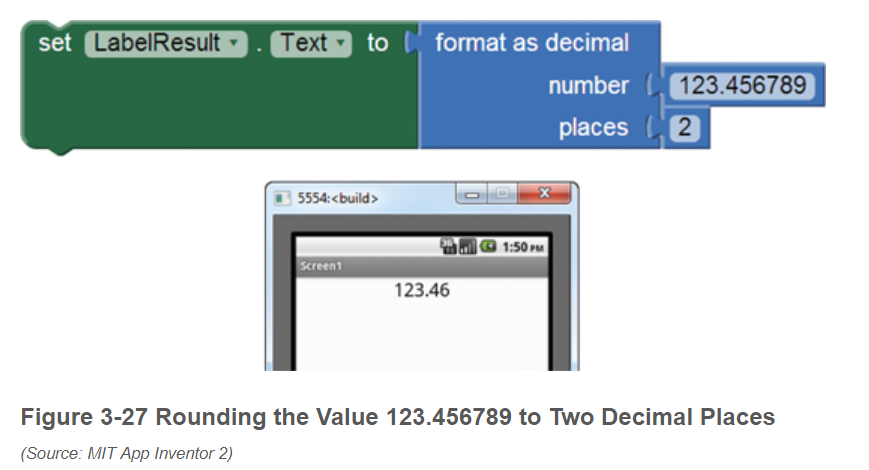 set LabelResult . Text to format as decimal
number 123.456789
places 2
5554:<build>
1:50 PM
Screen1
123.46
Figure 3-27 Rounding the Value 123.456789 to Two Decimal Places
(Source: MIT App Inventor 2)